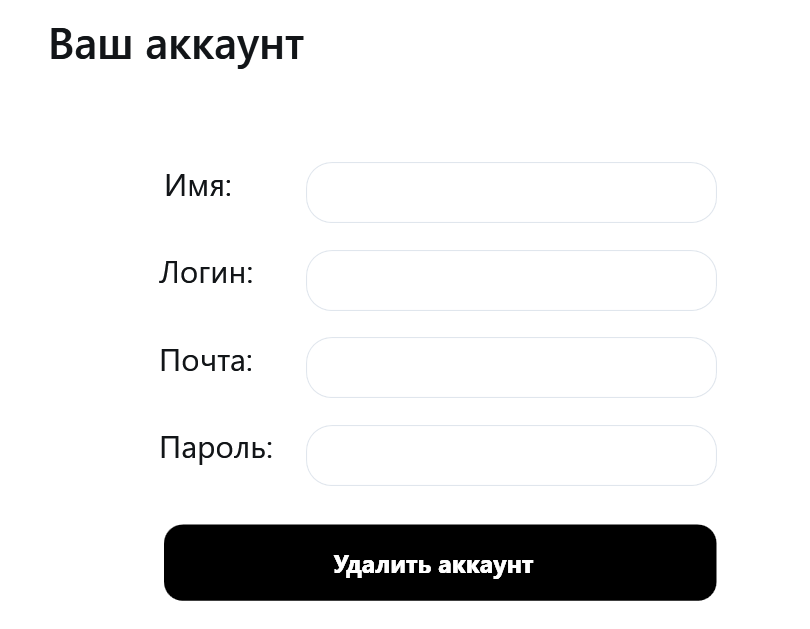 Ваш аккаунт
Имя:
Логин:
Почта:
Пароль:
Удалить аккаунт